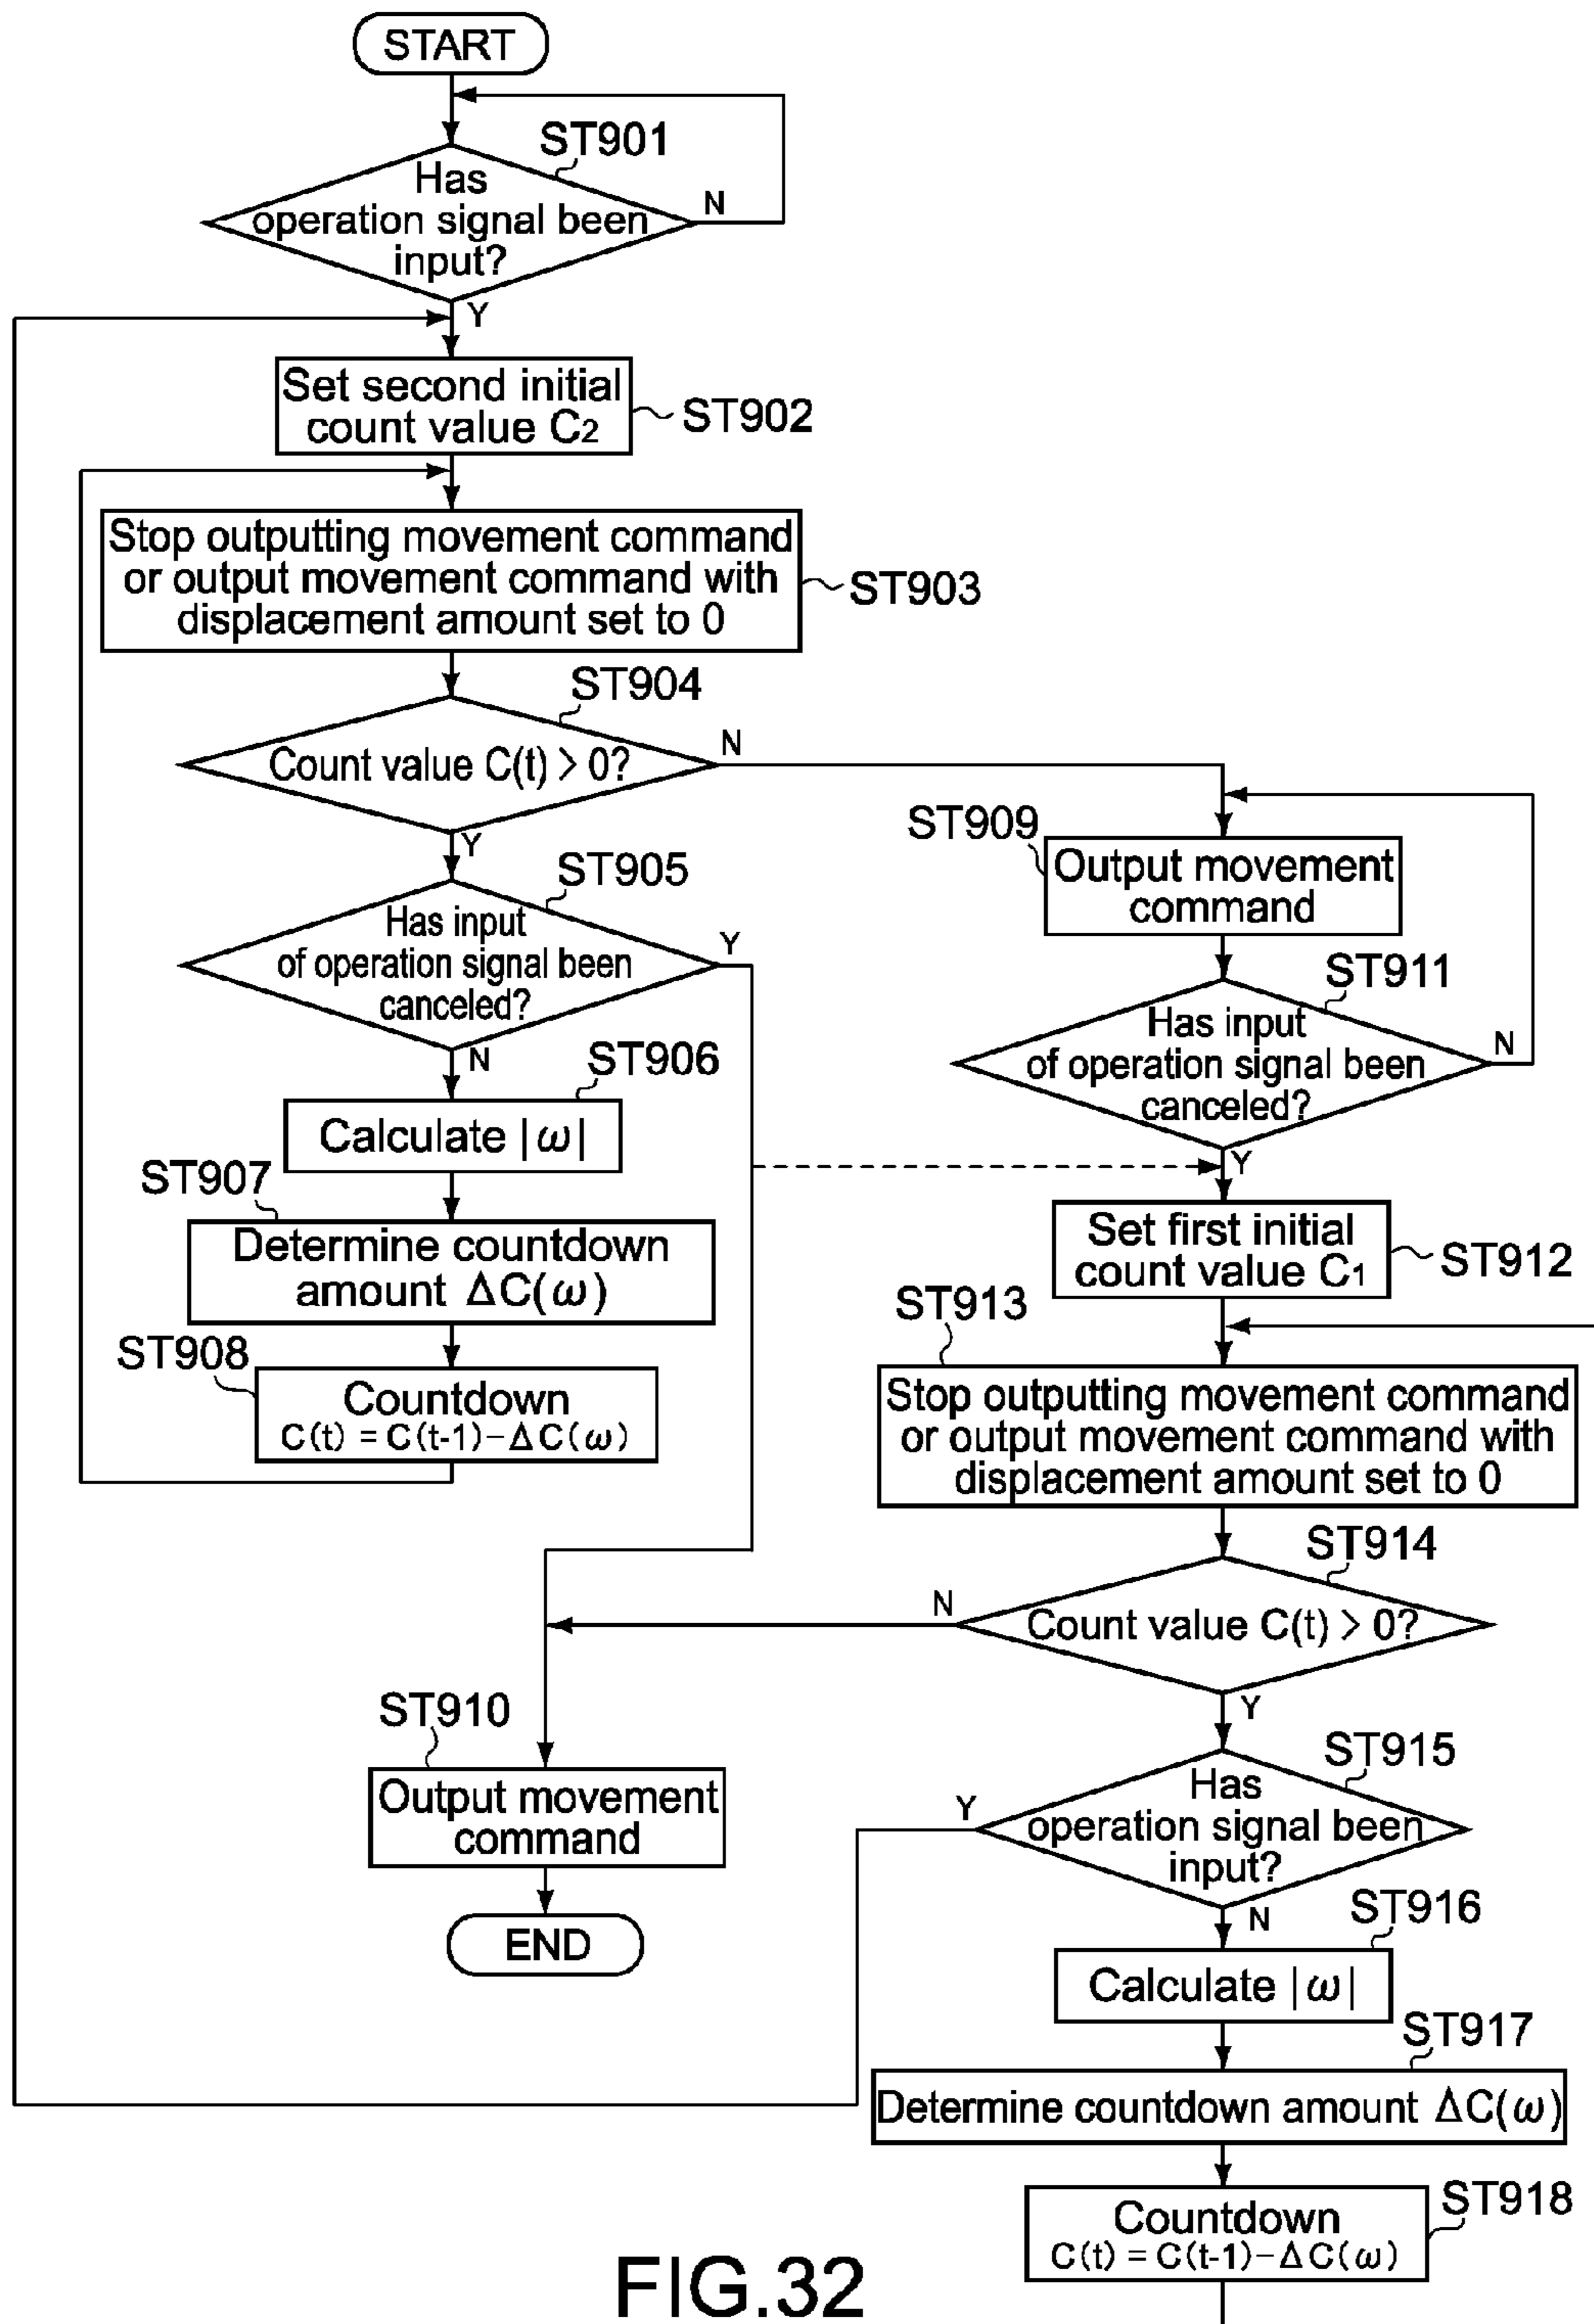 START
ST901
Has
operation signal been
input?
N
Y
Set second initial
count value C2
ST902
Stop outputting movement command
or output movement command with
displacement amount set to 0
ST903
ST904
Count value C(t) > 0?
N
Y
ST905
Has input
of operation signal been
canceled?
Y
N
ST906
Calculate |ω|
ST907
Determine countdown
amount ΔC(ω)
ST908
Countdown
C(t) = C(t-1)-ΔC(ω)
ST909
Output movement
command
ST911
Has input
of operation signal been
canceled?
N
Y
Set first initial
count value C1
ST912
ST913
Stop outputting movement command
or output movement command with
displacement amount set to 0
ST914
Count value C(t) > 0?
N
Y
ST910
Output movement
command
END
ST915
Has
operation signal been
input?
Y
N
ST916
Calculate |ω|
ST917
Determine countdown amount ΔC(ω)
ST918
Countdown
C(t) = C(t-1)-ΔC(ω)
FIG.32